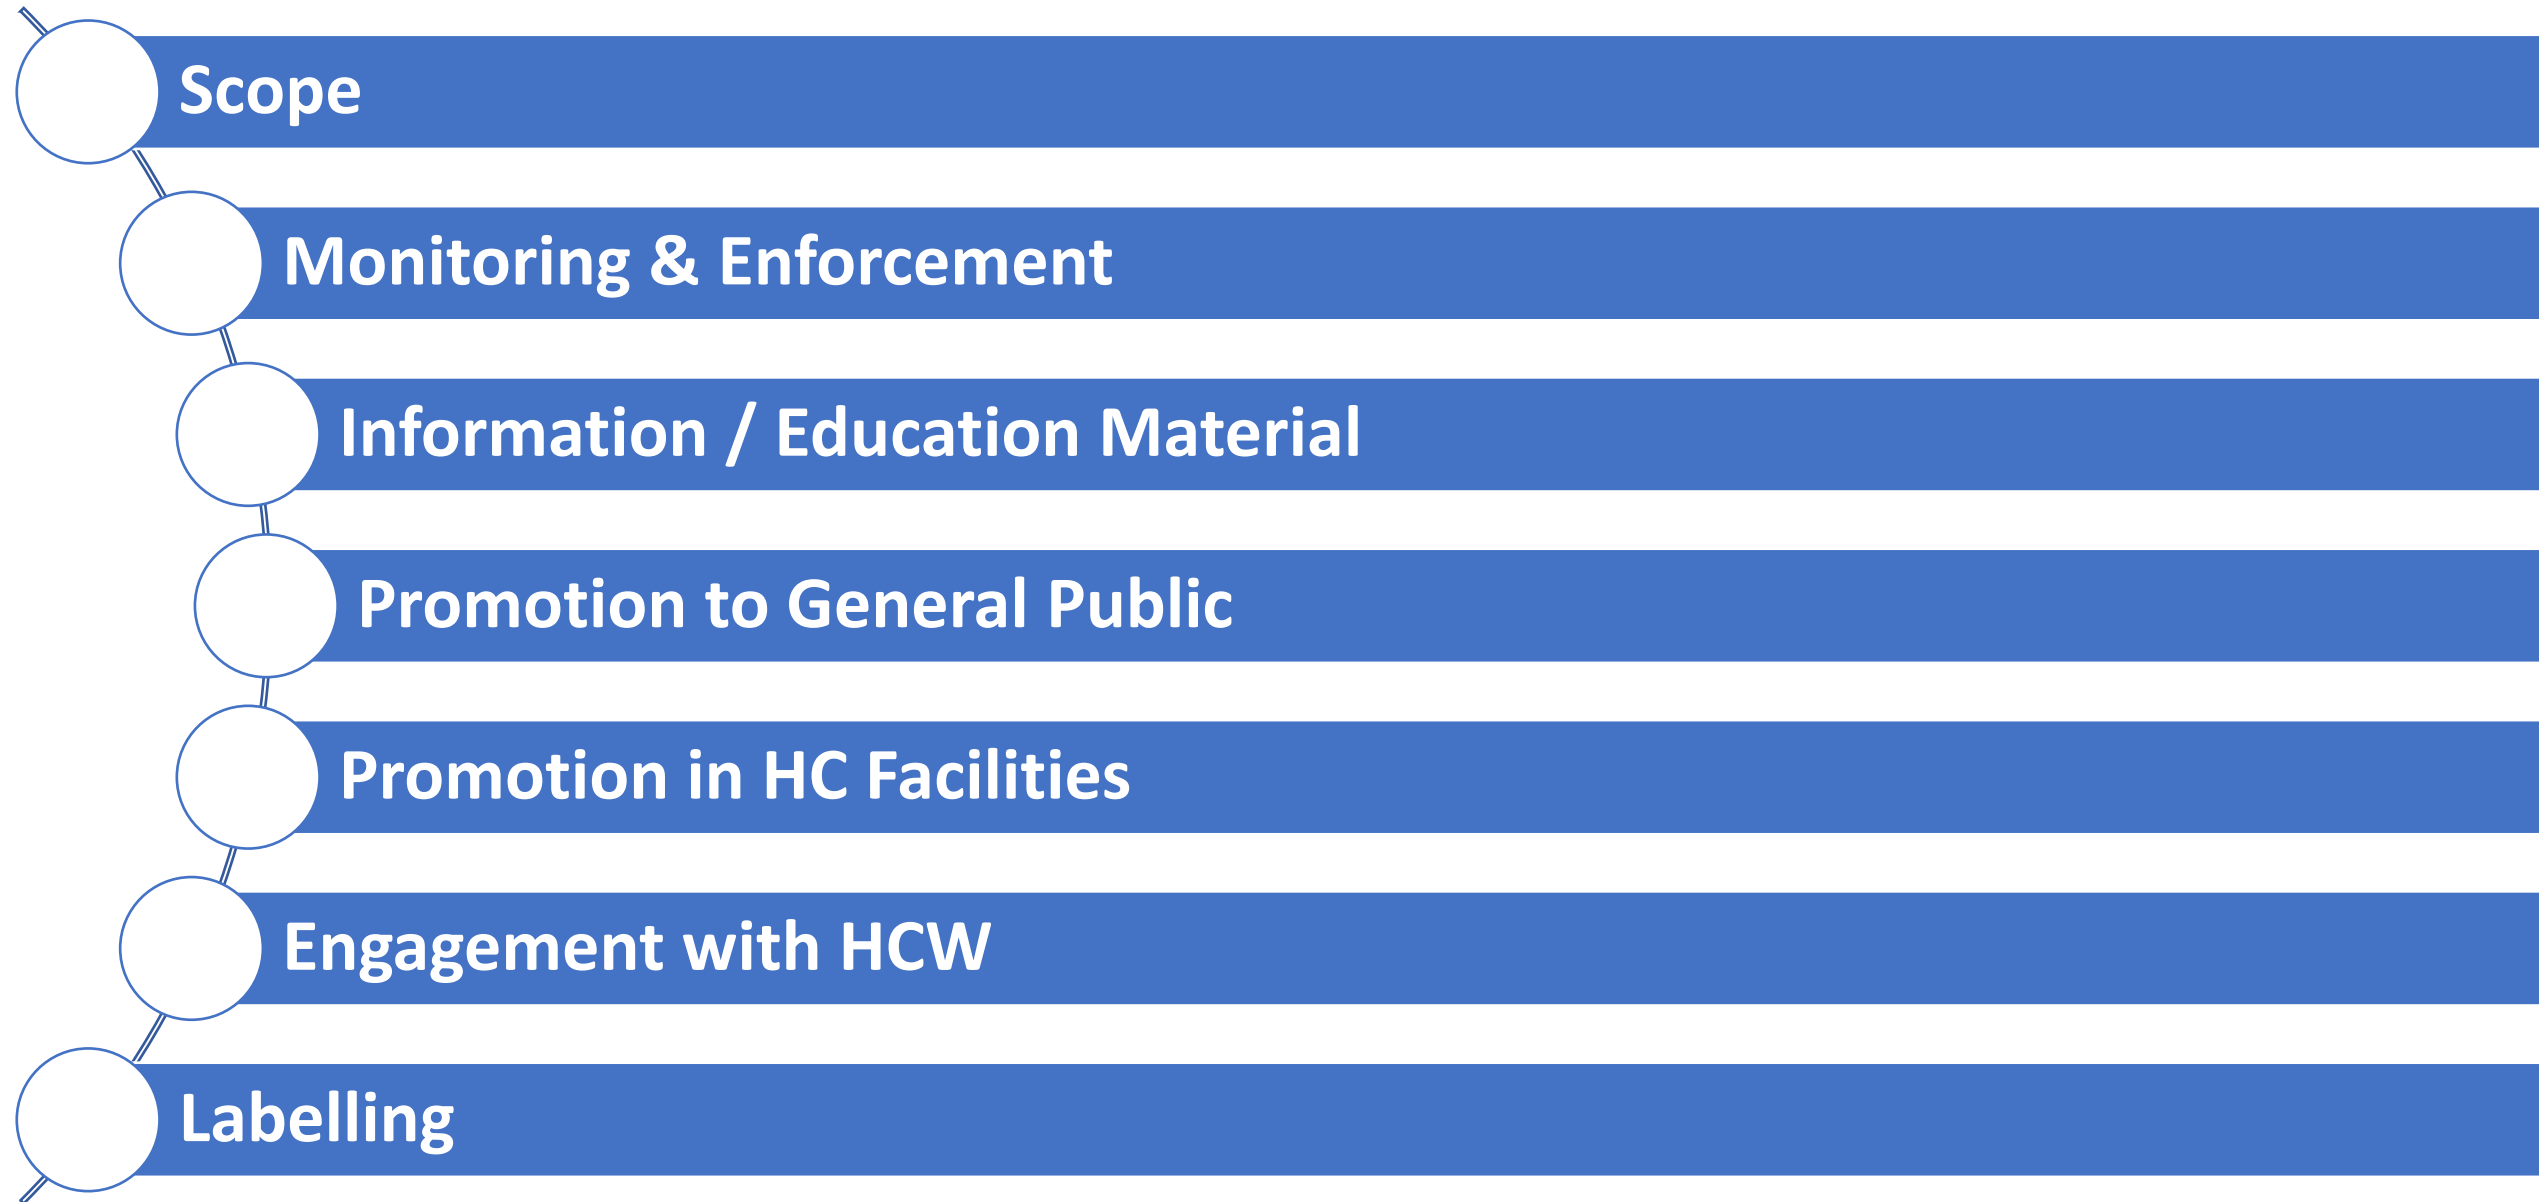 Scope
Monitoring & Enforcement
Information / Education Material
Promotion to General Public
Promotion in HC Facilities
Engagement with HCW
Labelling